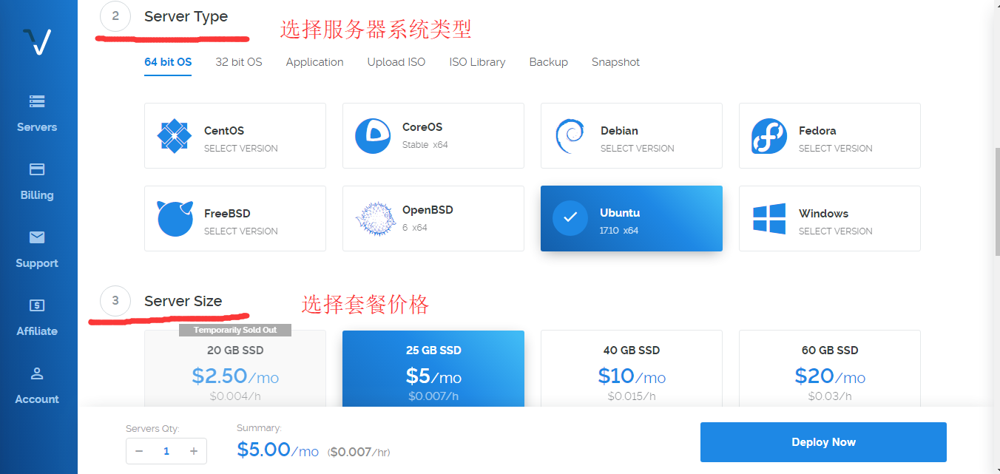 2
Server Type
选择服务器系统类型
64 bit OS
32 bit OS
Application
Upload ISO
ISO Library
Backup
Snapshot
CentOS
SELECT VERSION
CoreOS
Stable x64
Debian
SELECT VERSION
Fedora
SELECT VERSION
FreeBSD
SELECT VERSION
OpenBSD
6 x64
Ubuntu
17.10 x64
Windows
SELECT VERSION
Servers
Billing
Support
Affiliate
Account
3
Server Size
选择套餐价格
Temporarily Sold Out
20 GB SSD
$2.50/mo
$0.004/h
25 GB SSD
$5/mo
$0.007/h
40 GB SSD
$10/mo
$0.015/h
60 GB SSD
$20/mo
$0.03/h
Servers Qty:
− 1 +
Summary:
$5.00/mo ($0.007/hr)
Deploy Now